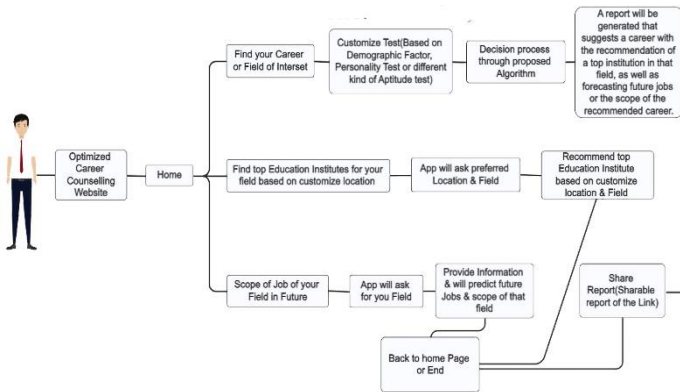 Find your Career
or Field of Interset
Customize Test(Based on
Demographic Factor,
Personality Test or different
kind of Aptitude test)
Decision process
through proposed
Algorithm
A report will be
generated that
suggests a career with
the recommendation of
a top institution in that
field, as well as
forecasting future jobs
or the scope of the
recommended career.
Optimized
Career
Counselling
Website
Home
Find top Education Institutes for your
field based on customize location
App will ask preferred
Location & Field
Recommend top
Education Institute
based on customize
location & Field
Scope of Job of your
Field in Future
App will ask
for you Field
Provide Information
& will predict future
Jobs & scope of that
field
Share
Report(Sharable
report of the Link)
Back to home Page
or End